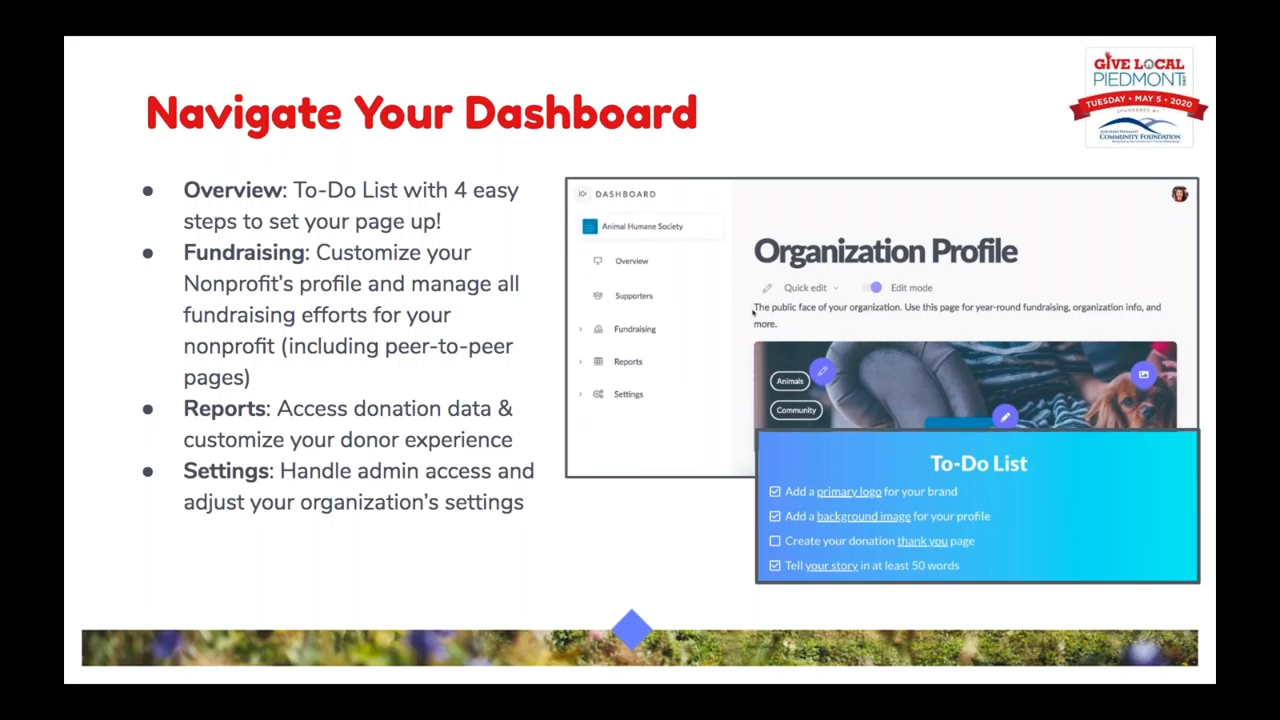 GIVE LOCAL
PIEDMONT
TUESDAY • MAY 5 • 2020
SPONSORED BY
NORTHERN PIEDMONT
COMMUNITY FOUNDATION
Navigate Your Dashboard
● Overview: To-Do List with 4 easy
steps to set your page up!
● Fundraising: Customize your
Nonprofit's profile and manage all
fundraising efforts for your
nonprofit (including peer-to-peer
pages)
● Reports: Access donation data &
customize your donor experience
● Settings: Handle admin access and
adjust your organization's settings
DASHBOARD
Animal Humane Society
Overview
Supporters
Fundraising
Reports
Settings
Organization Profile
Quick edit
Edit mode
The public face of your organization. Use this page for year-round fundraising, organization info, and
more.
Animals
Community
To-Do List
Add a primary logo for your brand
Add a background image for your profile
Create your donation thank you page
Tell your story in at least 50 words